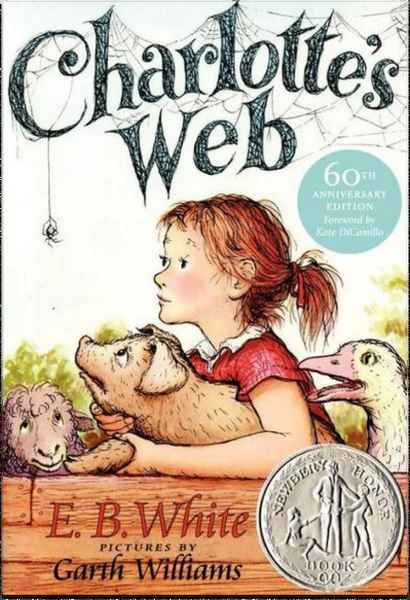 Charlotte's
Web
60TH
ANNIVERSARY
EDITION
Foreword by
Kate DiCamillo
E. B. White
PICTURES BY
Garth Williams
NEWBERY HONOR
BOOK